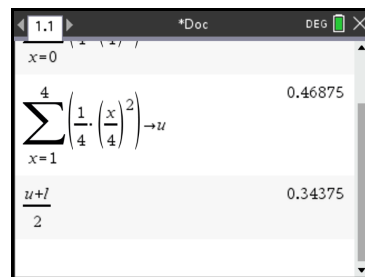 1.1 *Doc DEG
x=0
4
∑(1/4·(x/4)^2)→u 0.46875
x=1
(u+l)/2 0.34375